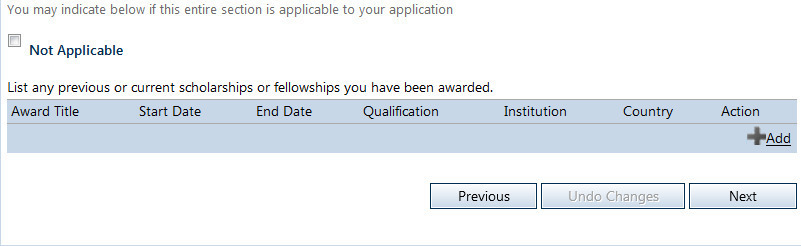 You may indicate below if this entire section is applicable to your application
Not Applicable
List any previous or current scholarships or fellowships you have been awarded.
Award Title Start Date End Date Qualification Institution Country Action
Add
Previous Undo Changes Next